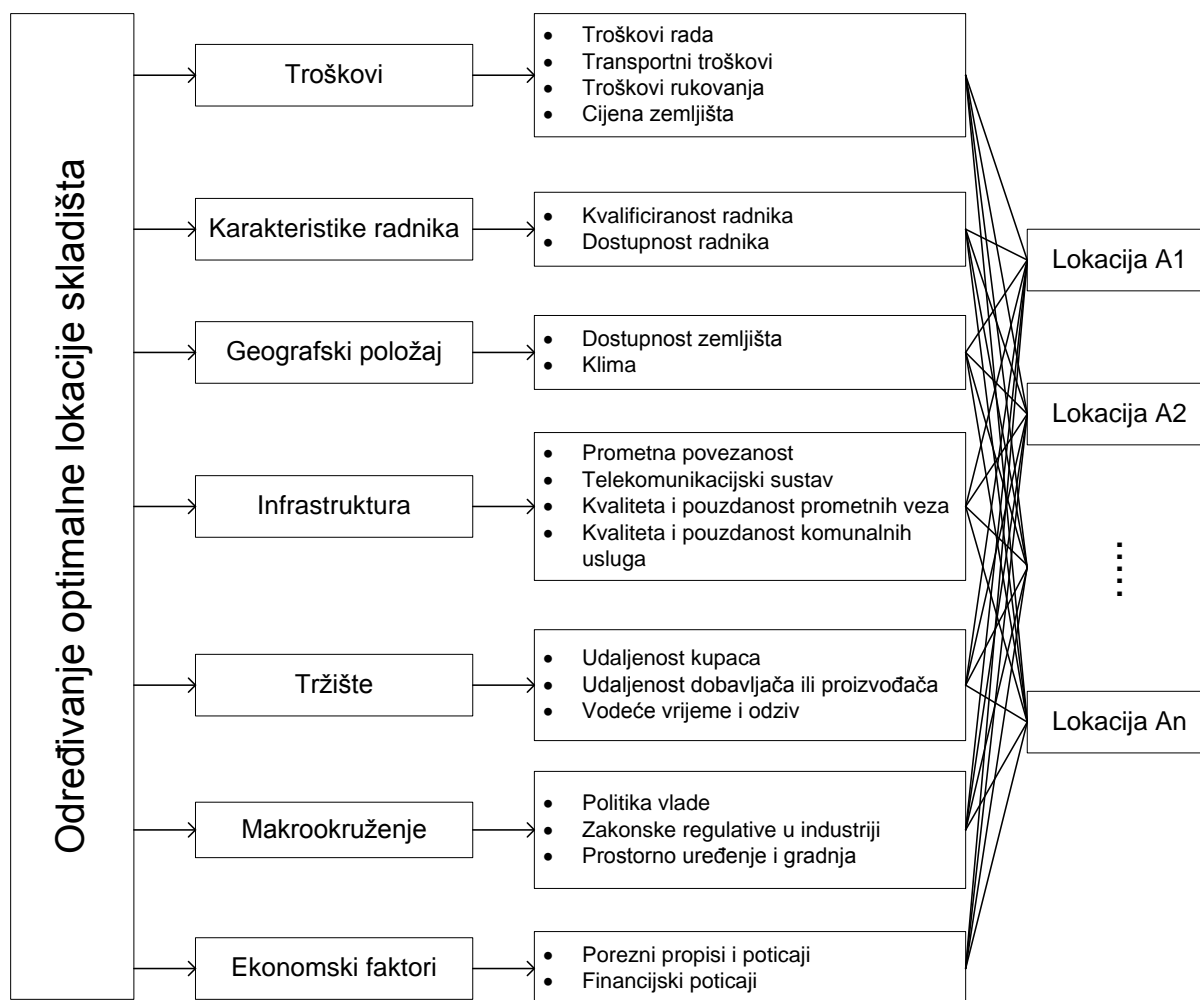 Određivanje optimalne lokacije skladišta
Troškovi
• Troškovi rada
• Transportni troškovi
• Troškovi rukovanja
• Cijena zemljišta
Karakteristike radnika
• Kvalificiranost radnika
• Dostupnost radnika
Geografski položaj
• Dostupnost zemljišta
• Klima
Infrastruktura
• Prometna povezanost
• Telekomunikacijski sustav
• Kvaliteta i pouzdanost prometnih veza
• Kvaliteta i pouzdanost komunalnih
usluga
Tržište
• Udaljenost kupaca
• Udaljenost dobavljača ili proizvođača
• Vodeće vrijeme i odziv
Makrookruženje
• Politika vlade
• Zakonske regulative u industriji
• Prostorno uređenje i gradnja
Ekonomski faktori
• Porezni propisi i poticaji
• Financijski poticaji
Lokacija A1
Lokacija A2
.....
Lokacija An